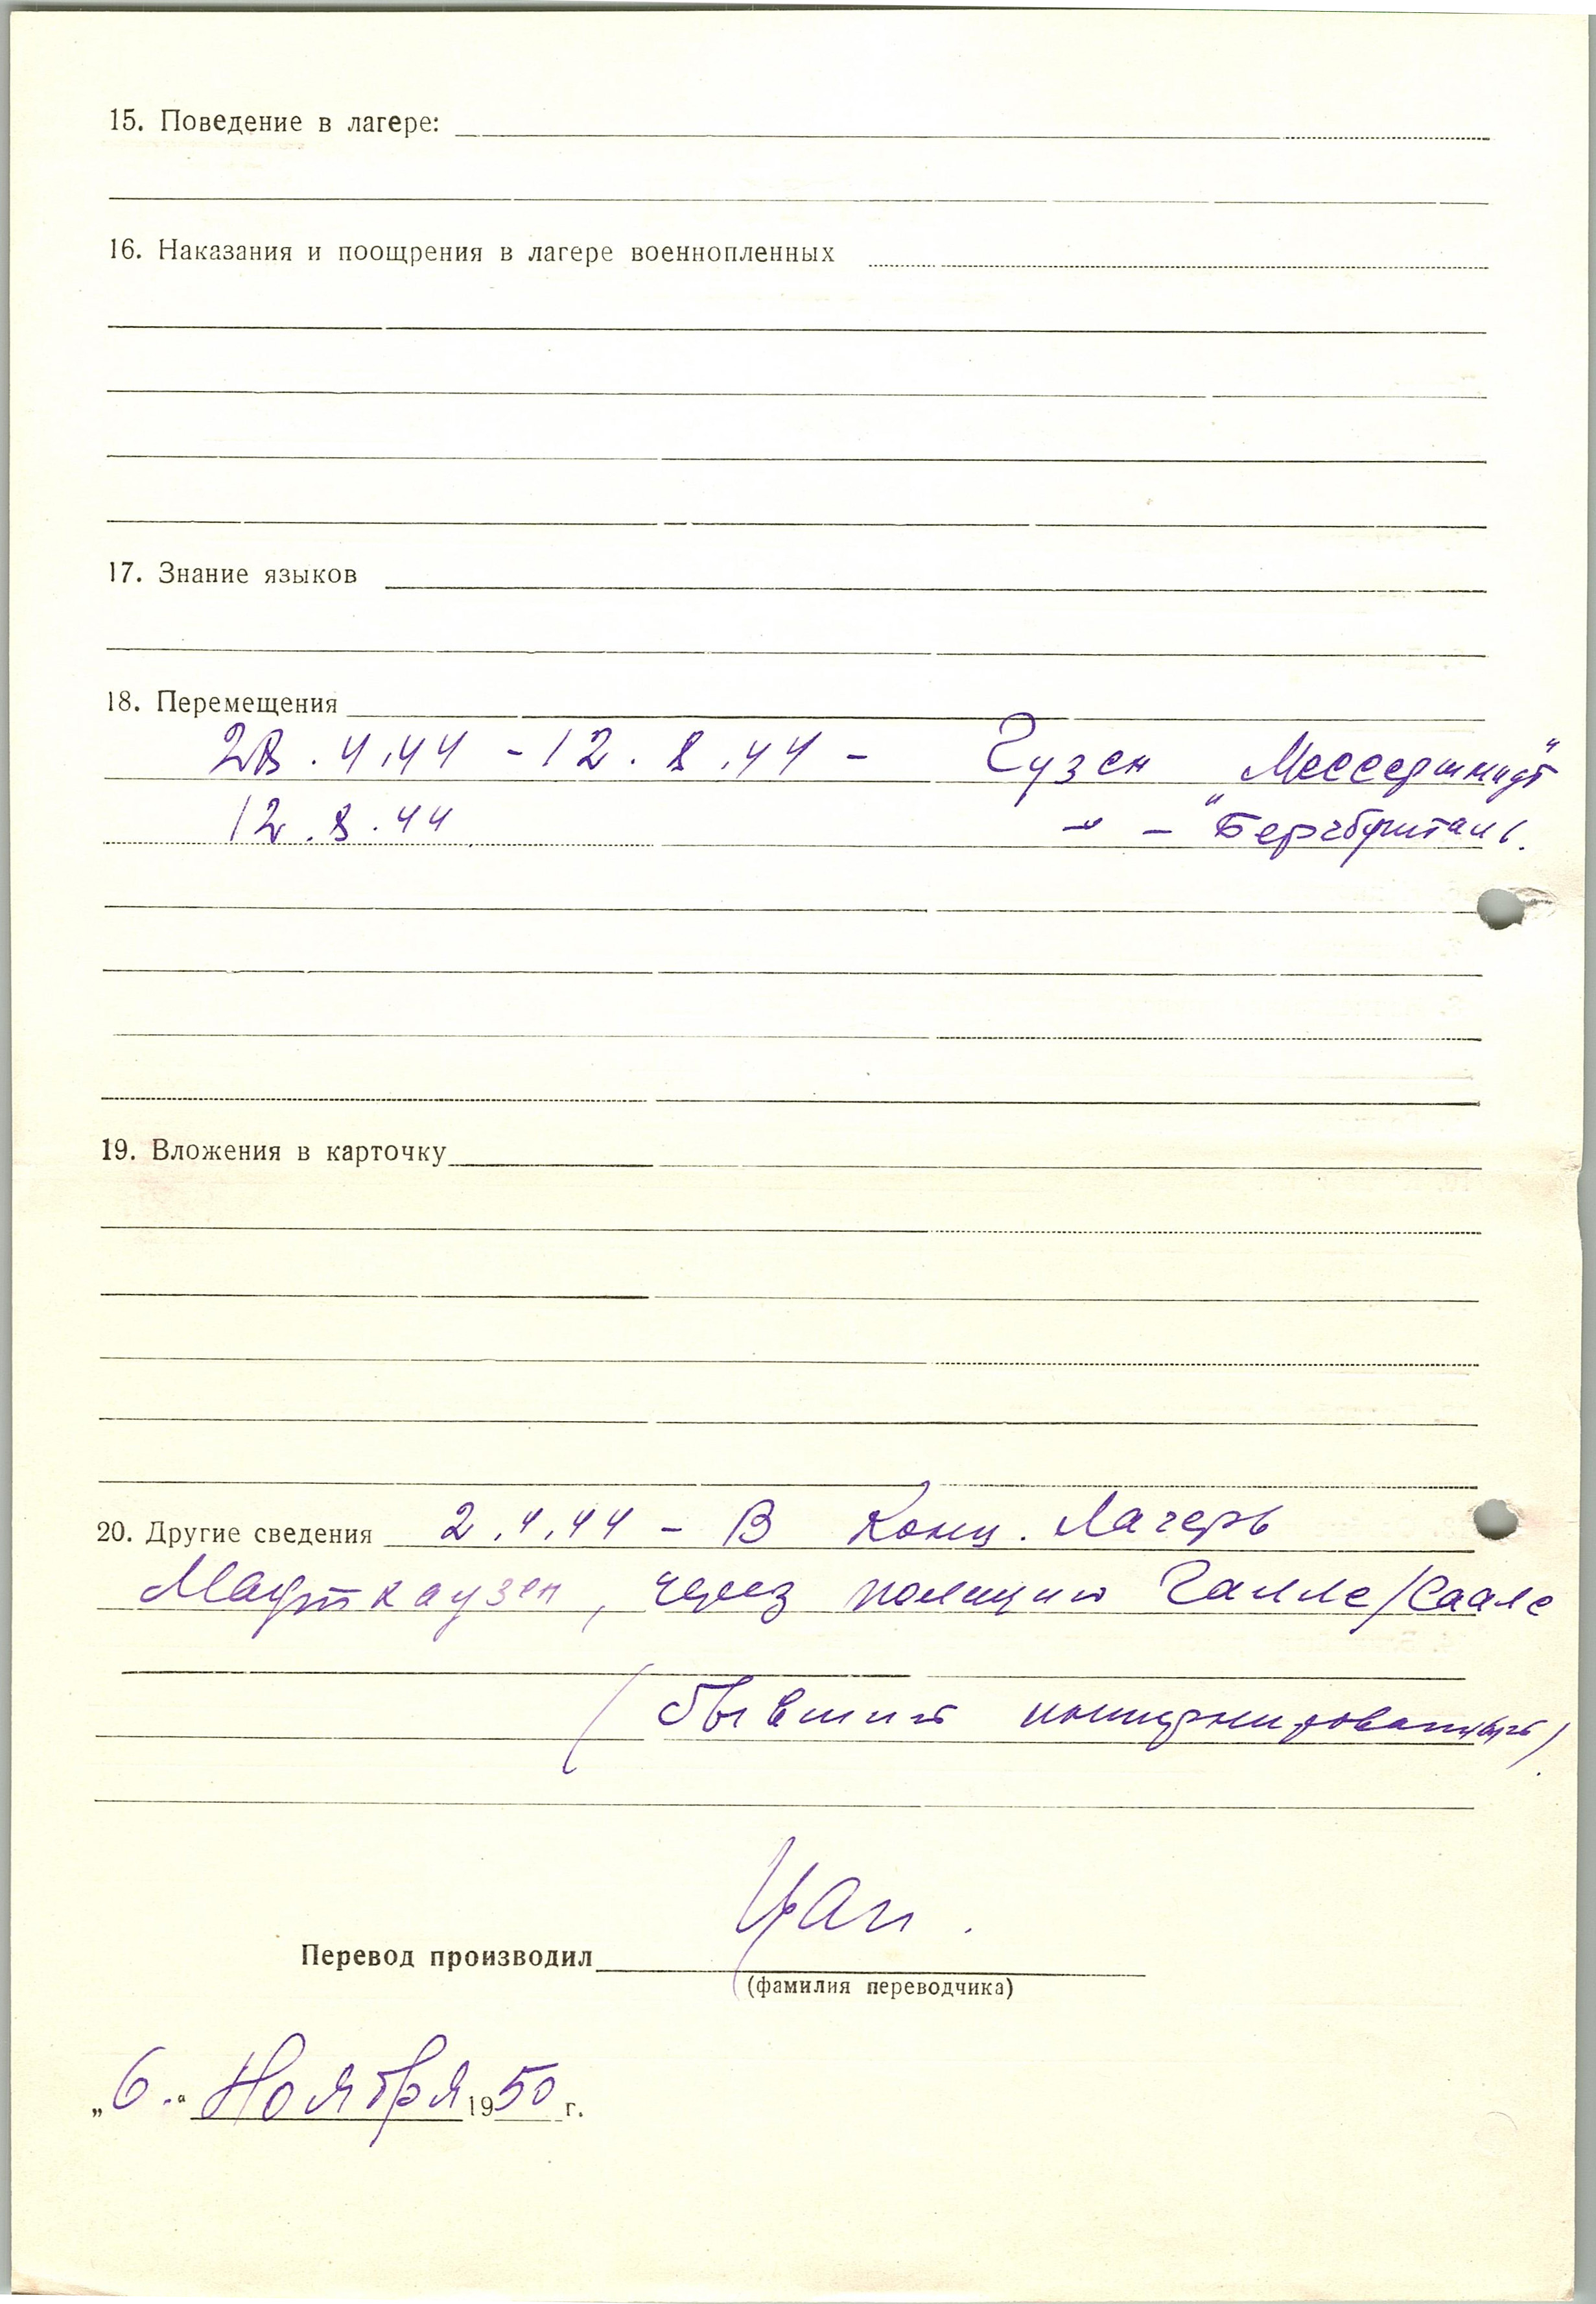 15. Поведение в лагере:
16. Наказания и поощрения в лагере военнопленных
17. Знание языков
18. Перемещения
28.4.44 - 12.8.44 - Гузен „Мессершмидт"
12.8.44 - " - „Бергкристалл.
19. Вложения в карточку
20. Другие сведения 2.4.44 - В Конц. Лагерь
Маутхаузен, через полицию Галле/Саале
(бывший интернированный).
Перевод производил
(фамилия переводчика)
„6." Ноября 1950 г.